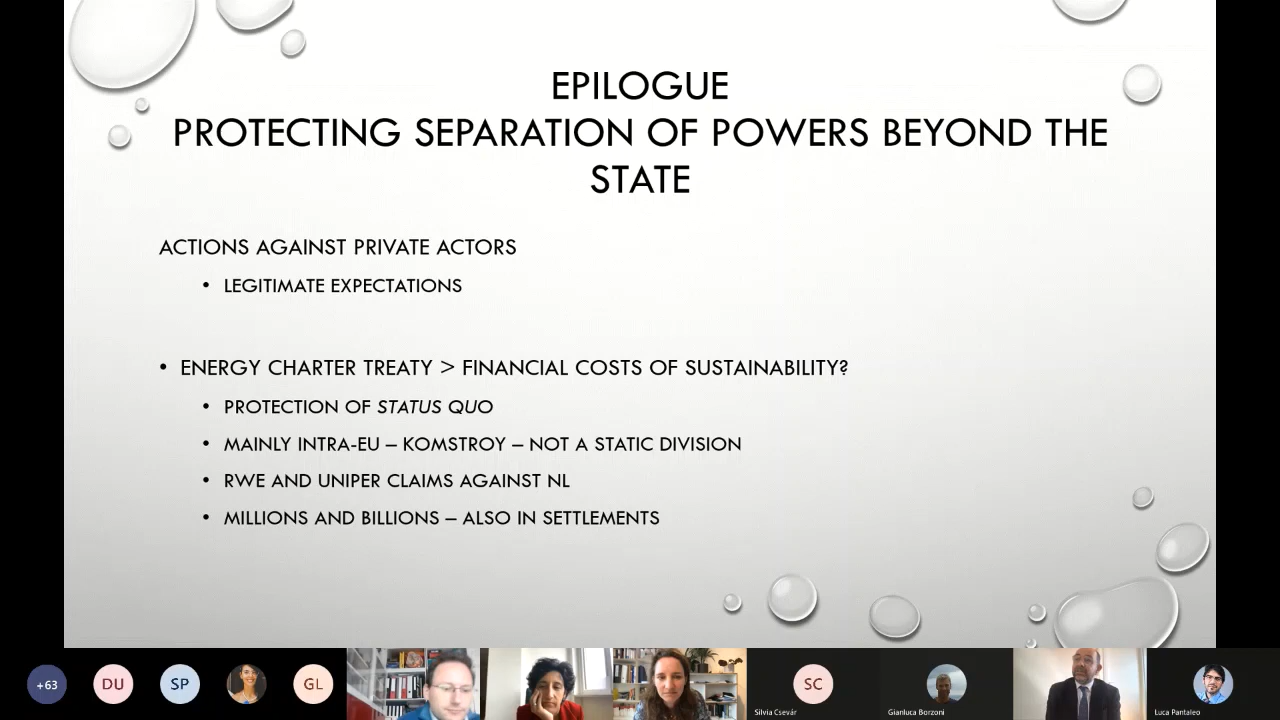 EPILOGUE
PROTECTING SEPARATION OF POWERS BEYOND THE
STATE
ACTIONS AGAINST PRIVATE ACTORS
• LEGITIMATE EXPECTATIONS
• ENERGY CHARTER TREATY > FINANCIAL COSTS OF SUSTAINABILITY?
• PROTECTION OF STATUS QUO
• MAINLY INTRA-EU – KOMSTROY – NOT A STATIC DIVISION
• RWE AND UNIPER CLAIMS AGAINST NL
• MILLIONS AND BILLIONS – ALSO IN SETTLEMENTS
+63
DU
SP
GL
SC
Silvia Csevár
Gianluca Borzoni
Luca Pantaleo